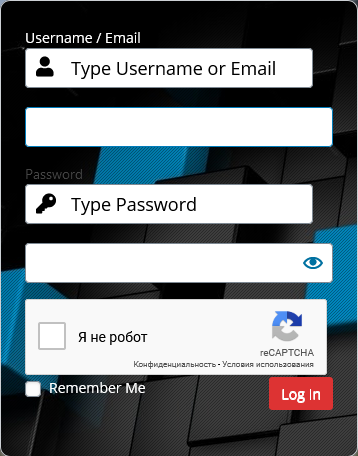 Username / Email
Type Username or Email
Password
Type Password
Я не робот
reCAPTCHA
Конфиденциальность - Условия использования
Remember Me
Log In